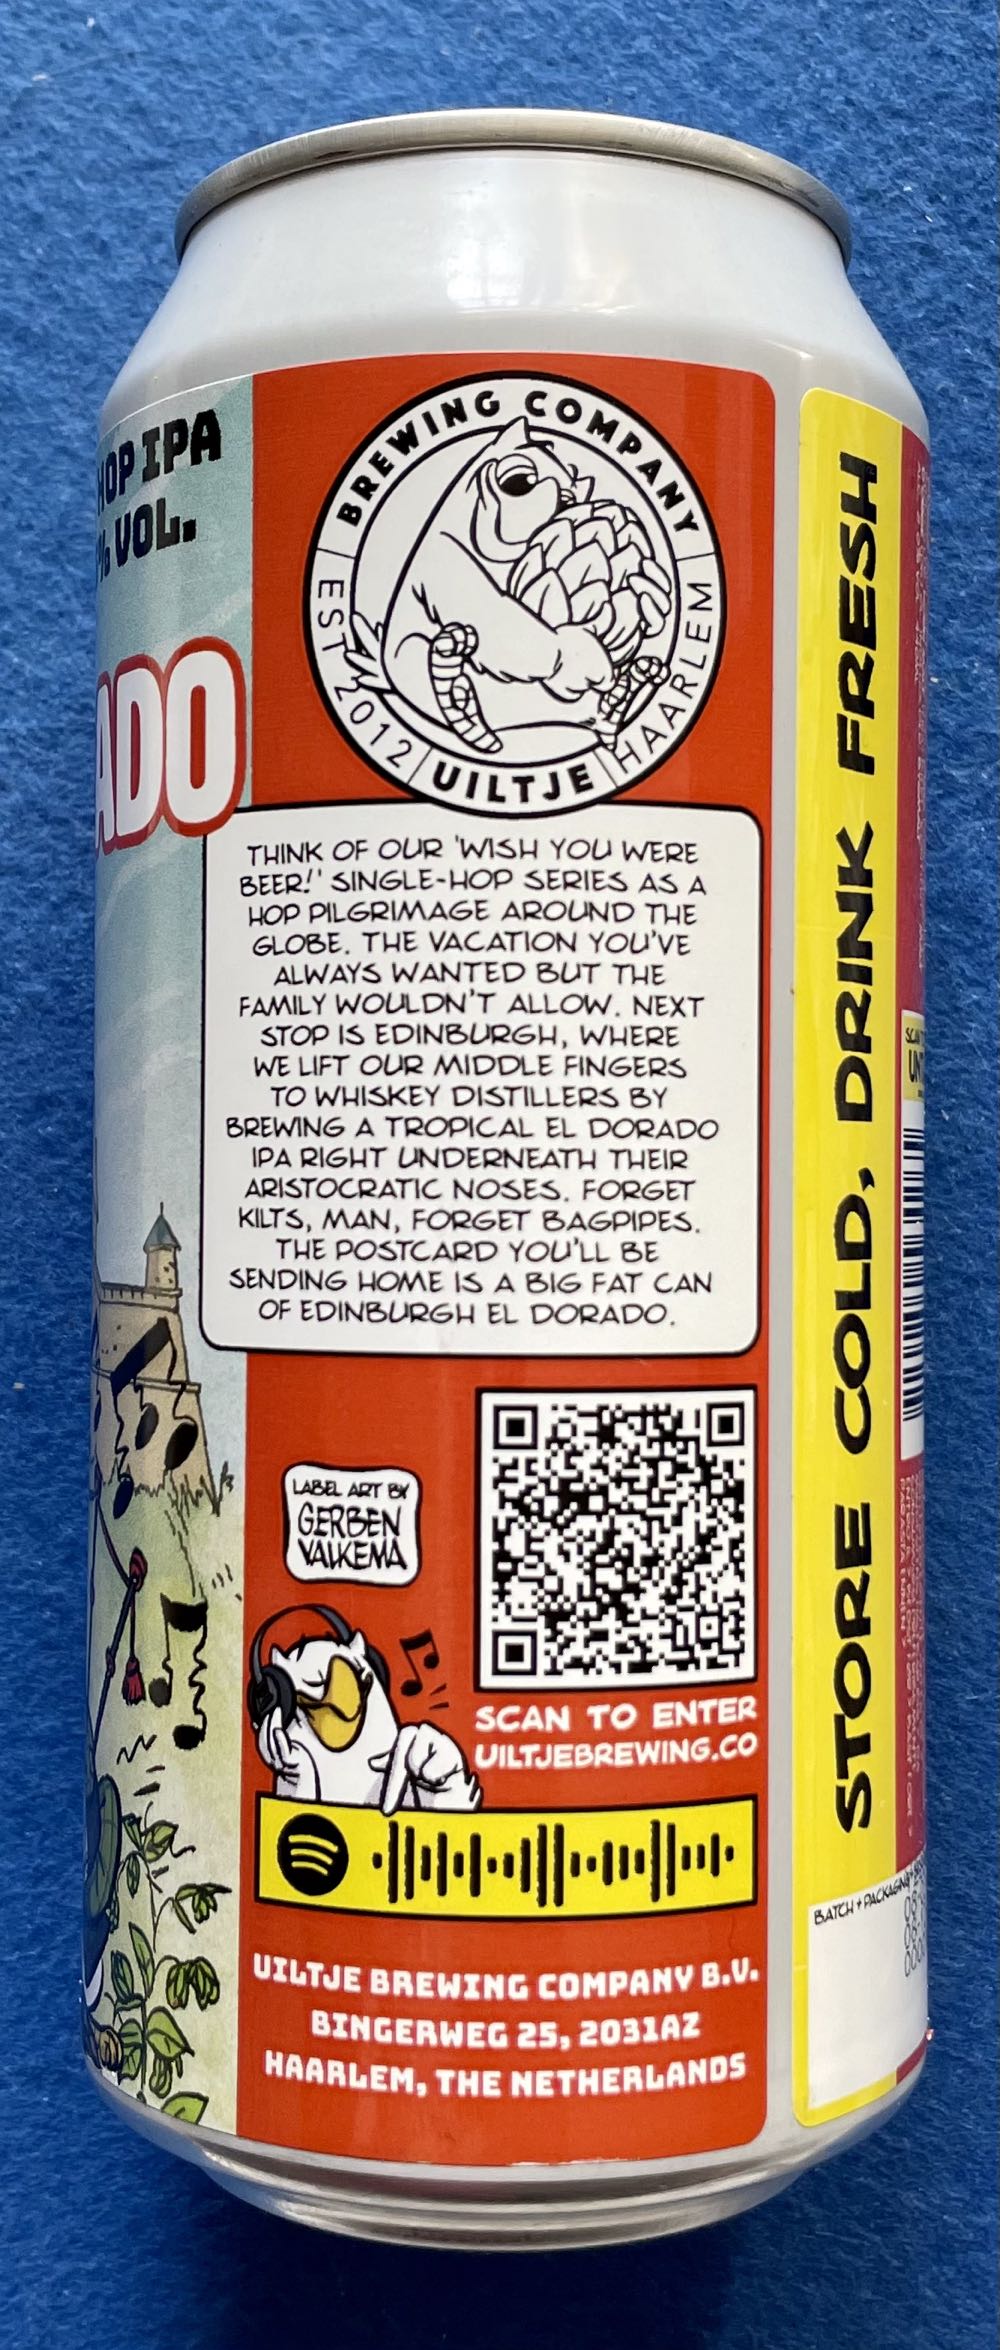 HOP IPA
% VOL.
ADO
BREWING COMPANY
EST 2012
UILTJE
HAARLEM
THINK OF OUR 'WISH YOU WERE
BEER!' SINGLE-HOP SERIES AS A
HOP PILGRIMAGE AROUND THE
GLOBE. THE VACATION YOU'VE
ALWAYS WANTED BUT THE
FAMILY WOULDN'T ALLOW. NEXT
STOP IS EDINBURGH, WHERE
WE LIFT OUR MIDDLE FINGERS
TO WHISKEY DISTILLERS BY
BREWING A TROPICAL EL DORADO
IPA RIGHT UNDERNEATH THEIR
ARISTOCRATIC NOSES. FORGET
KILTS, MAN, FORGET BAGPIPES.
THE POSTCARD YOU'LL BE
SENDING HOME IS A BIG FAT CAN
OF EDINBURGH EL DORADO.
LABEL ART BY
GERBEN
VALKEMA
SCAN TO ENTER
UILTJEBREWING.CO
UILTJE BREWING COMPANY B.V.
BINGERWEG 25, 2031AZ
HAARLEM, THE NETHERLANDS
STORE COLD, DRINK FRESH
BATCH + PACKAGING